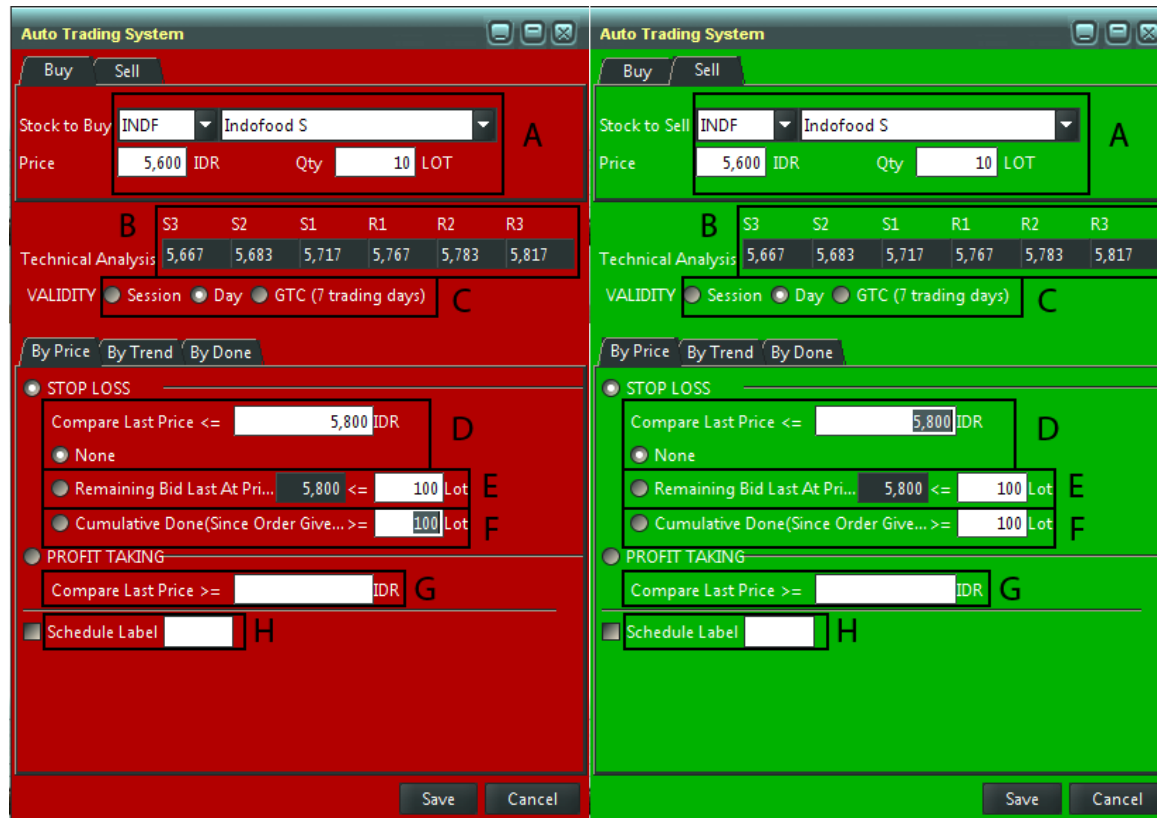 Auto Trading System
Buy Sell
Stock to Buy INDF Indofood S A
Price 5,600 IDR Qty 10 LOT
B S3 S2 S1 R1 R2 R3
Technical Analysis 5,667 5,683 5,717 5,767 5,783 5,817
VALIDITY Session Day GTC (7 trading days) C
By Price By Trend By Done
STOP LOSS
Compare Last Price <= 5,800 IDR D
None
Remaining Bid Last At Pri... 5,800 <= 100 Lot E
Cumulative Done(Since Order Give... >= 100 Lot F
PROFIT TAKING
Compare Last Price >= IDR G
Schedule Label H
Save Cancel
Auto Trading System
Buy Sell
Stock to Sell INDF Indofood S A
Price 5,600 IDR Qty 10 LOT
B S3 S2 S1 R1 R2 R3
Technical Analysis 5,667 5,683 5,717 5,767 5,783 5,817
VALIDITY Session Day GTC (7 trading days) C
By Price By Trend By Done
STOP LOSS
Compare Last Price <= 5,800 IDR D
None
Remaining Bid Last At Pri... 5,800 <= 100 Lot E
Cumulative Done(Since Order Give... >= 100 Lot F
PROFIT TAKING
Compare Last Price >= IDR G
Schedule Label H
Save Cancel